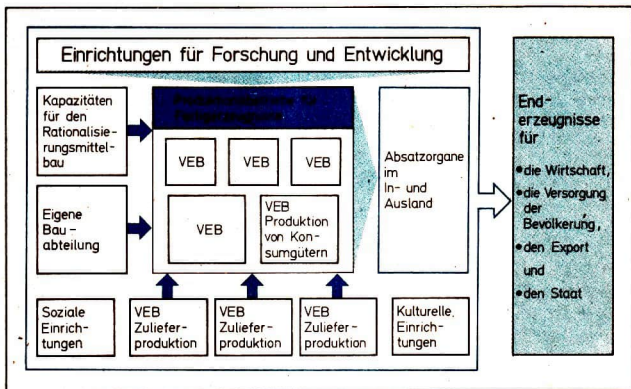 Einrichtungen für Forschung und Entwicklung
Kapazitäten
für den
Rationalisie-
rungsmittel-
bau
Eigene
Bau-
abteilung
VEB
VEB
VEB
VEB
VEB
Produktion
von Kon-
sumgütern
Absatzorgane
im
In- und
Ausland
Soziale
Einrich-
tungen
VEB
Zuliefer-
produktion
VEB
Zuliefer-
produktion
VEB
Zuliefer-
produktion
Kulturelle
Einrich-
tungen
End-
erzeugnisse
für
•die Wirtschaft,
•die Versorgung
der
Bevölkerung,
•den Export
und
•den Staat